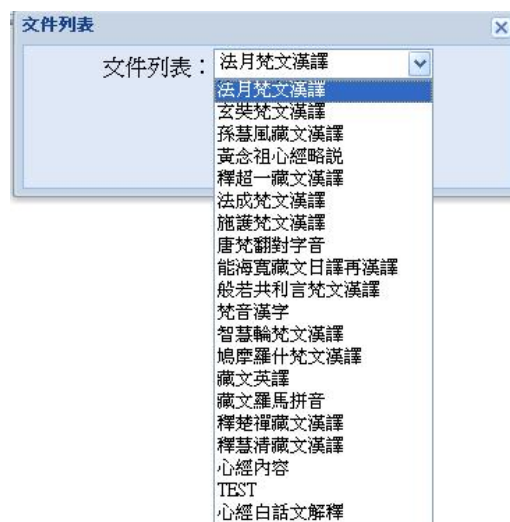 文件列表
文件列表：法月梵文漢譯
法月梵文漢譯
玄奘梵文漢譯
孫慧風藏文漢譯
黃念祖心經略説
釋超一藏文漢譯
法成梵文漢譯
施護梵文漢譯
唐梵翻對字音
能海寬藏文日譯再漢譯
般若共利言梵文漢譯
梵音漢字
智慧輪梵文漢譯
鳩摩羅什梵文漢譯
藏文英譯
藏文羅馬拼音
釋楚禪藏文漢譯
釋慧清藏文漢譯
心經內容
TEST
心經白話文解釋